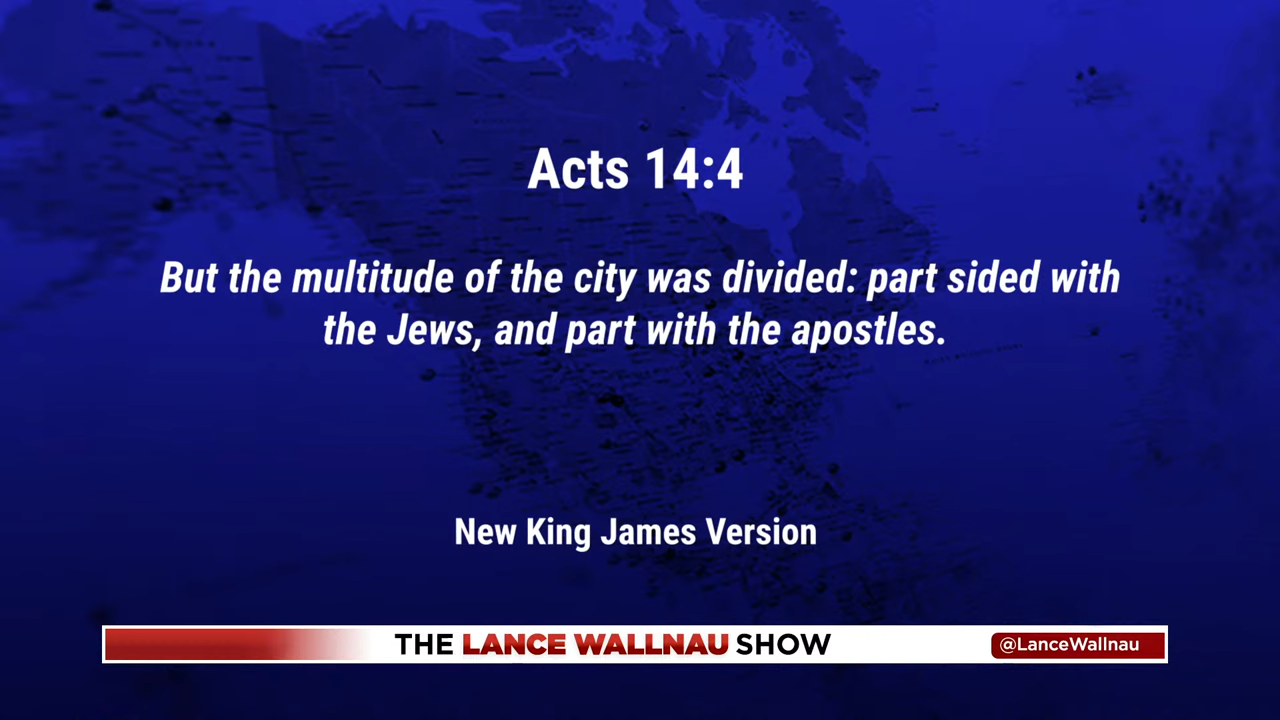 Acts 14:4
But the multitude of the city was divided: part sided with
the Jews, and part with the apostles.
New King James Version
THE LANCE WALLNAU SHOW
@LanceWallnau